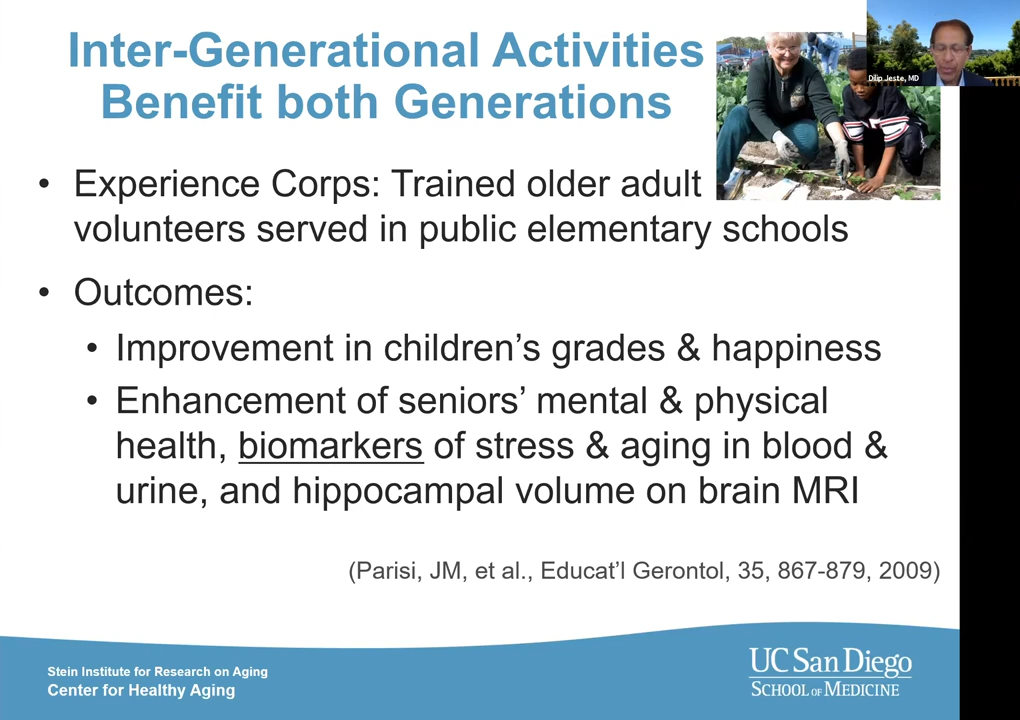 Inter-Generational Activities
Benefit both Generations
Dilip Jeste, MD
• Experience Corps: Trained older adult
volunteers served in public elementary schools
• Outcomes:
• Improvement in children’s grades & happiness
• Enhancement of seniors’ mental & physical
health, biomarkers of stress & aging in blood &
urine, and hippocampal volume on brain MRI
(Parisi, JM, et al., Educat’l Gerontol, 35, 867-879, 2009)
Stein Institute for Research on Aging
Center for Healthy Aging
UC San Diego
SCHOOL OF MEDICINE